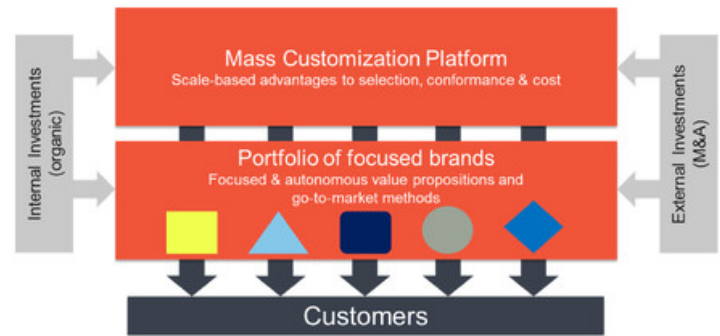 Mass Customization Platform
Scale-based advantages to selection, conformance & cost
Internal Investments
(organic)
External Investments
(M&A)
Portfolio of focused brands
Focused & autonomous value propositions and
go-to-market methods
Customers